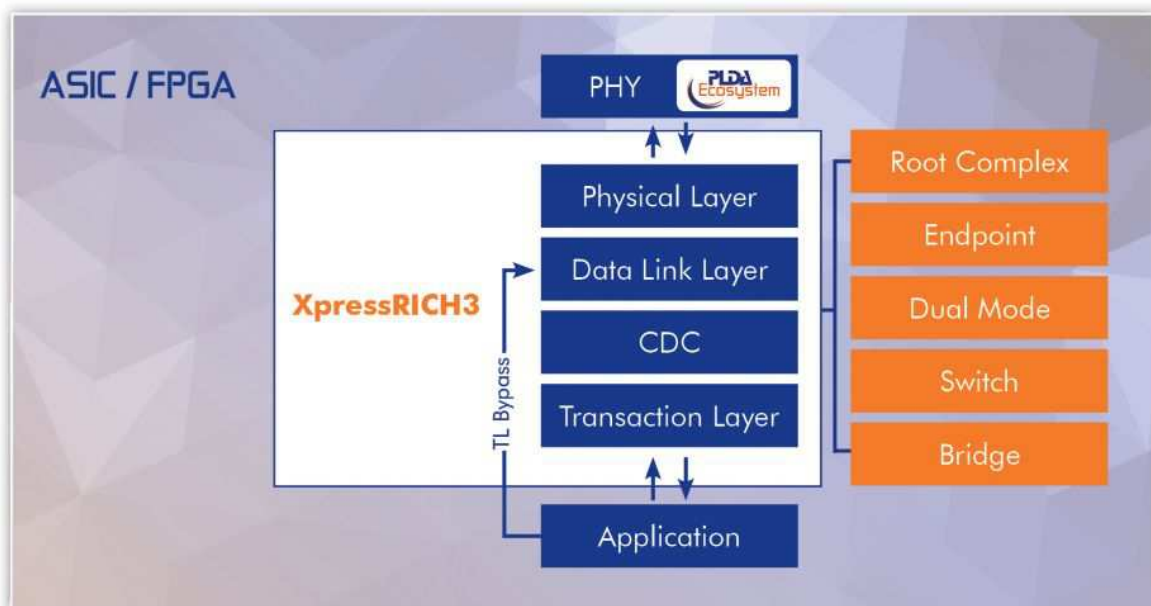 ASIC / FPGA
PHY
PLDA
Ecosystem
Physical Layer
Data Link Layer
XpressRICH3
CDC
TL Bypass
Transaction Layer
Application
Root Complex
Endpoint
Dual Mode
Switch
Bridge